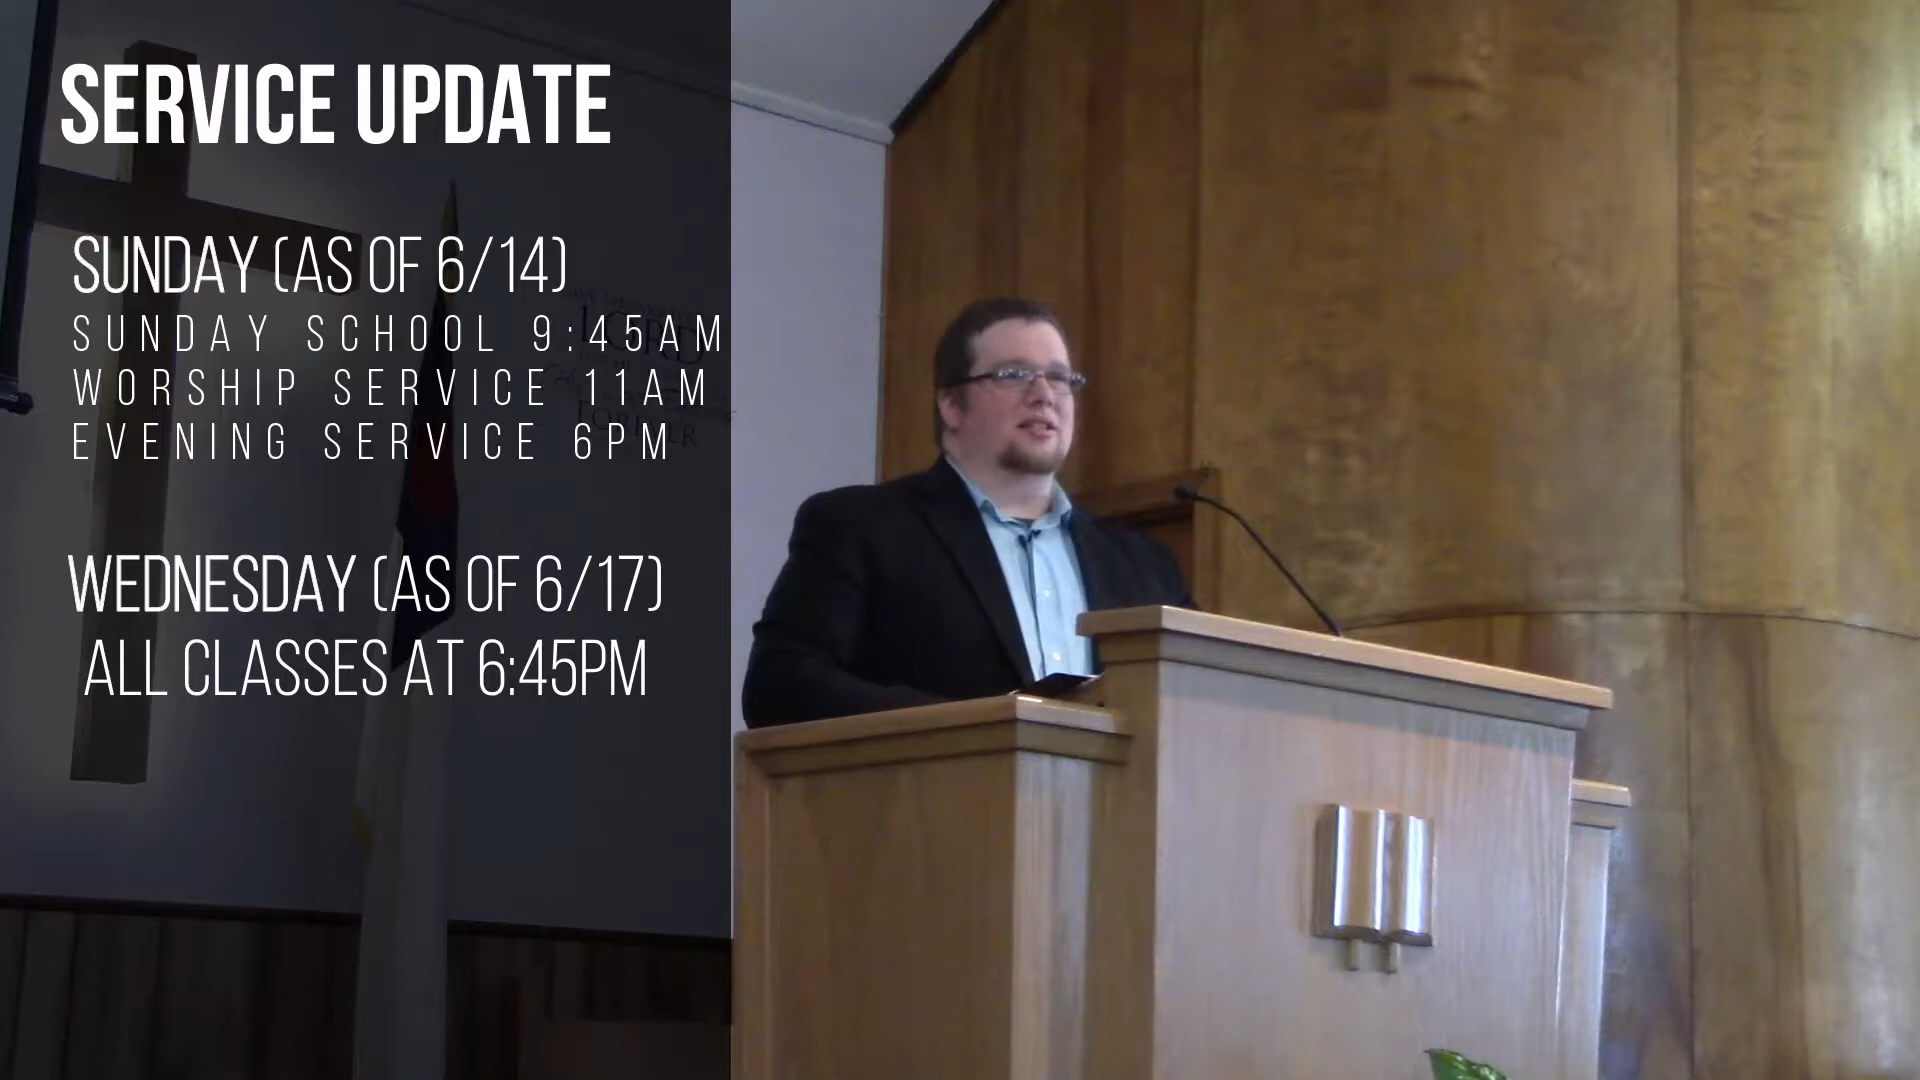 SERVICE UPDATE
SUNDAY (AS OF 6/14)
SUNDAY SCHOOL 9:45AM
WORSHIP SERVICE 11AM
EVENING SERVICE 6PM
WEDNESDAY (AS OF 6/17)
ALL CLASSES AT 6:45PM
LORD